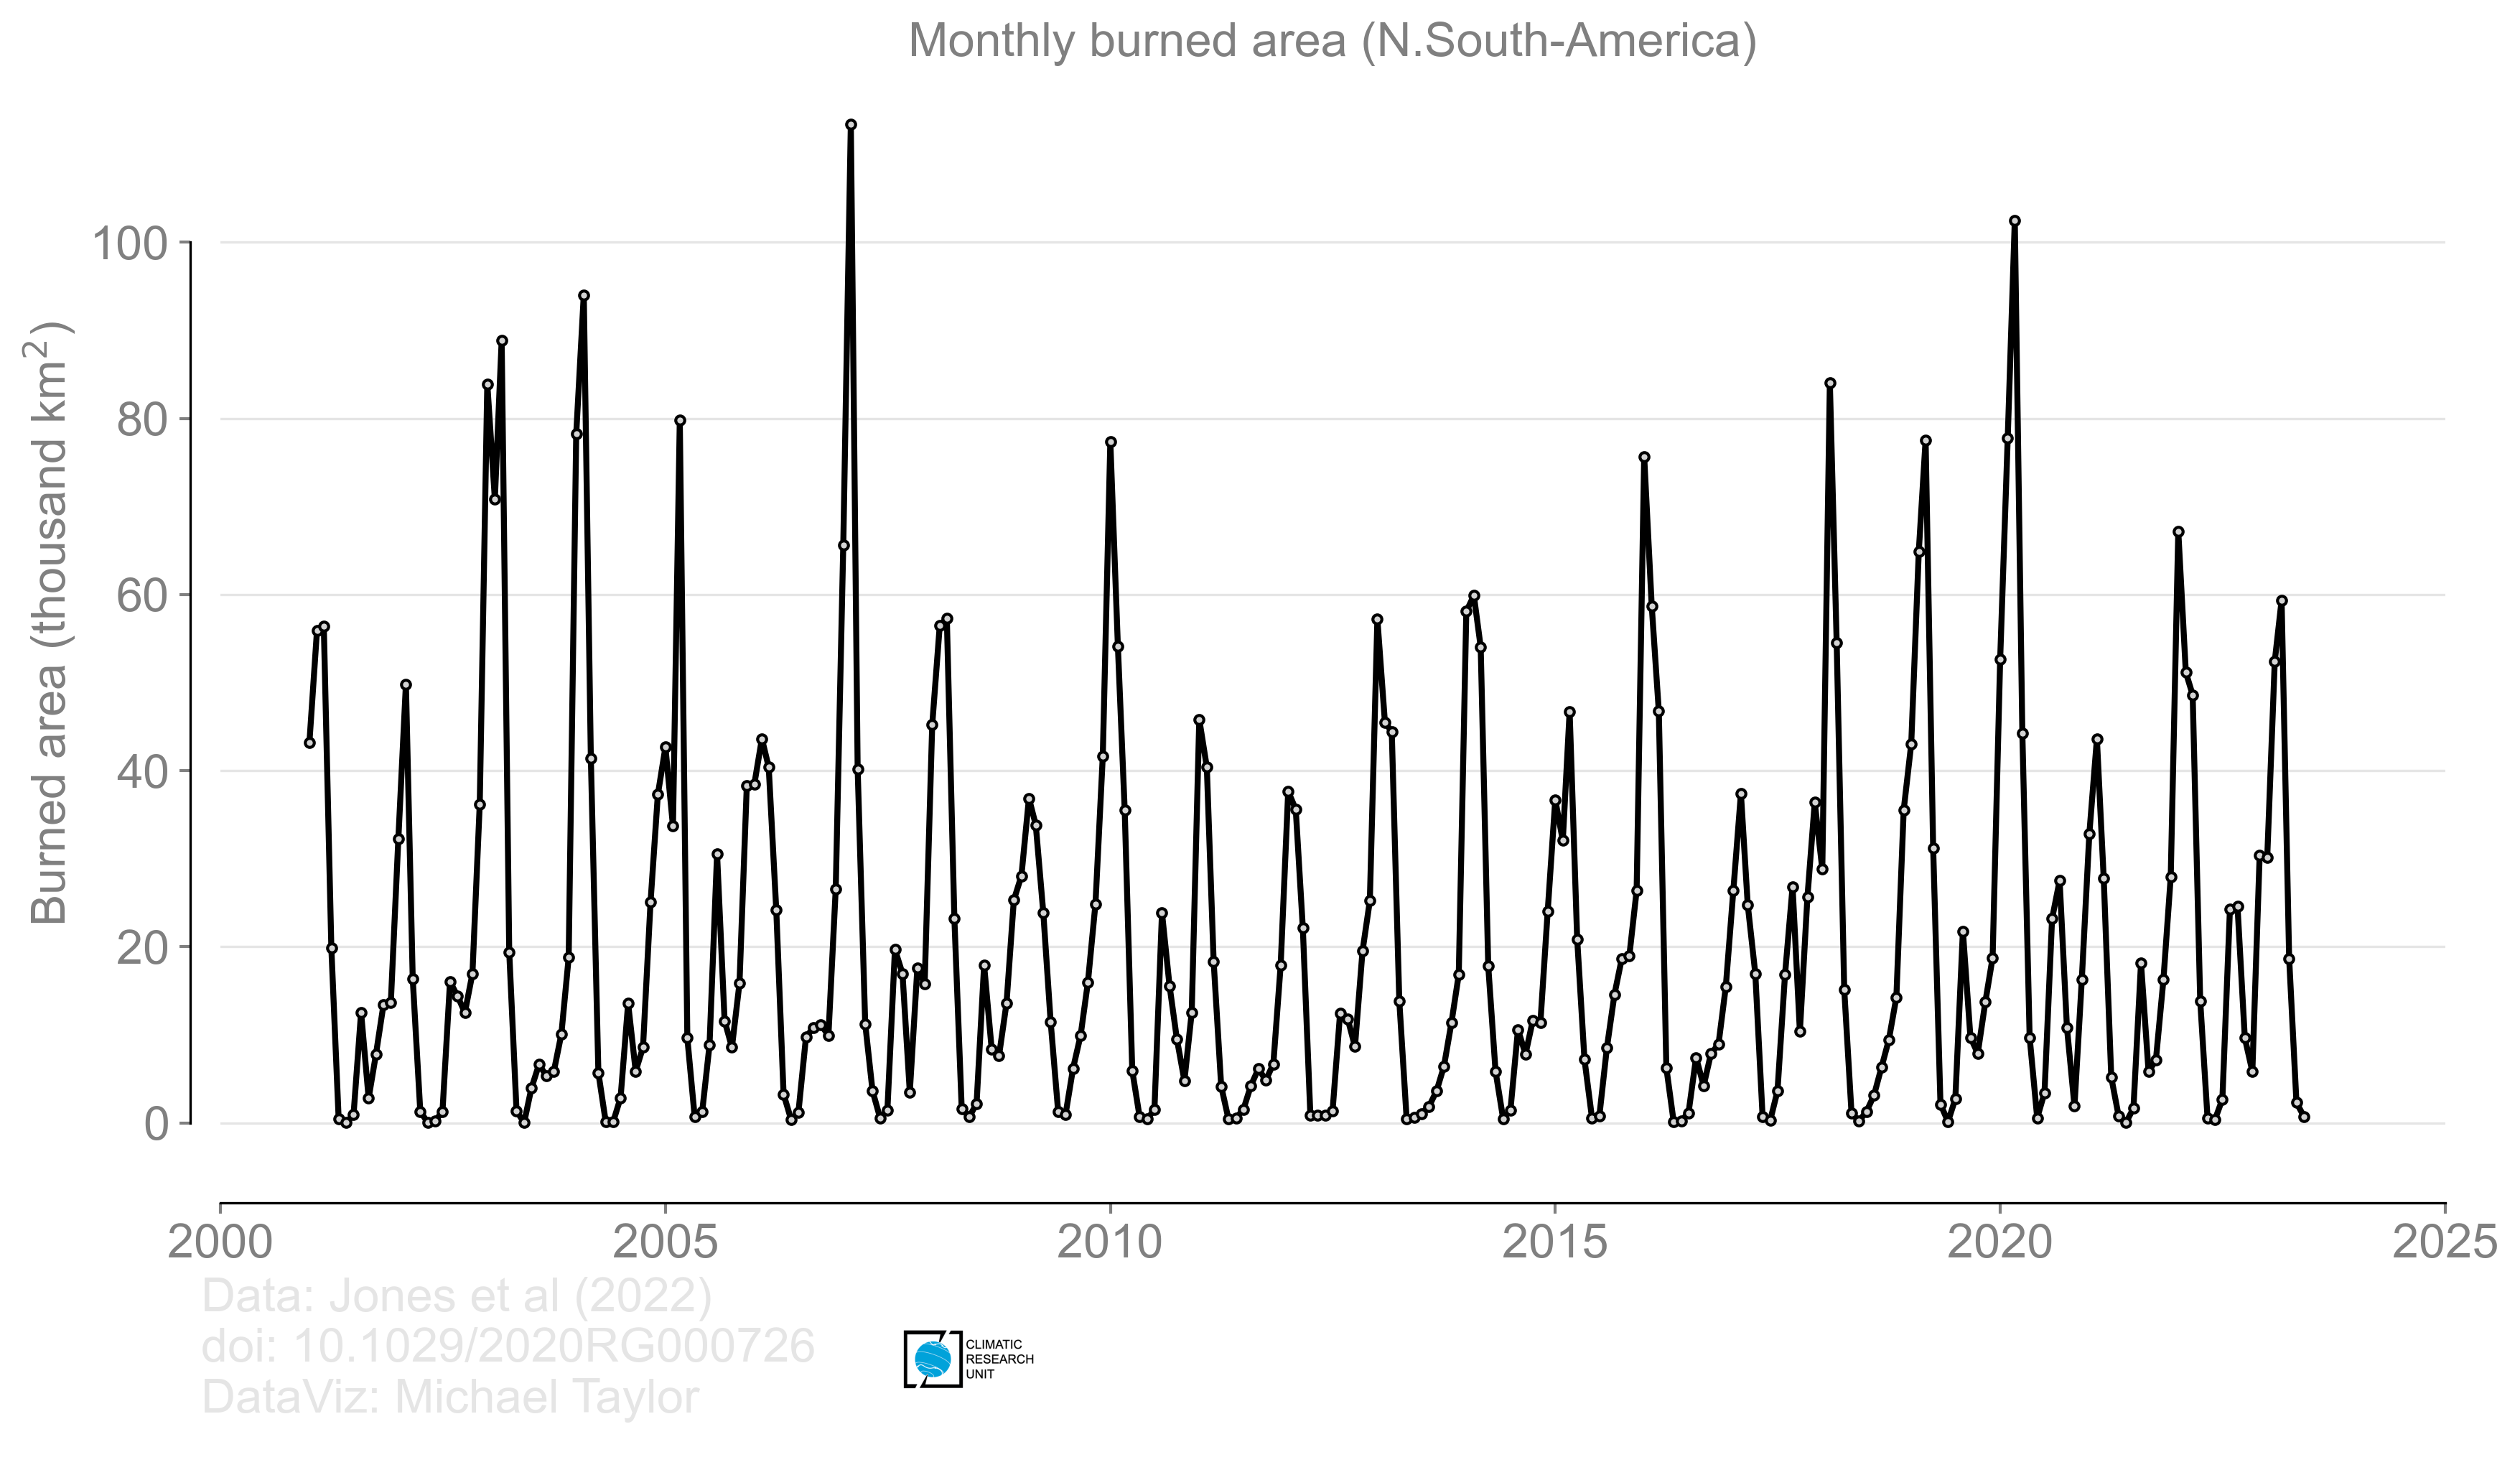 Monthly burned area (N.South-America)
Burned area (thousand km²)
100
80
60
40
20
0
2000 2005 2010 2015 2020 2025
Data: Jones et al (2022)
doi: 10.1029/2020RG000726
DataViz: Michael Taylor
CLIMATIC
RESEARCH
UNIT